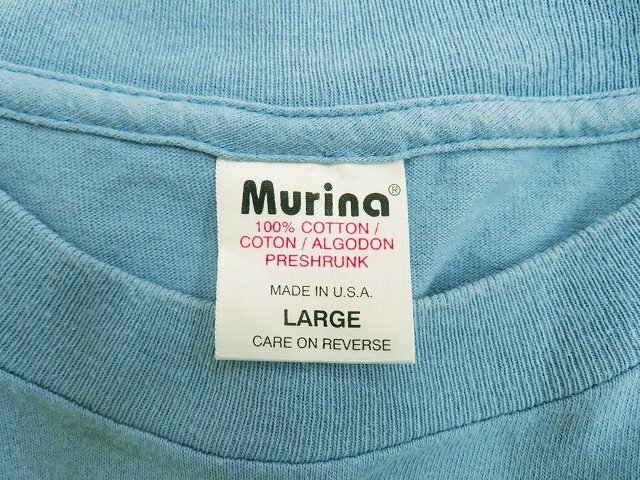 Murina®
100% COTTON /
COTON / ALGODON
PRESHRUNK
MADE IN U.S.A.
LARGE
CARE ON REVERSE